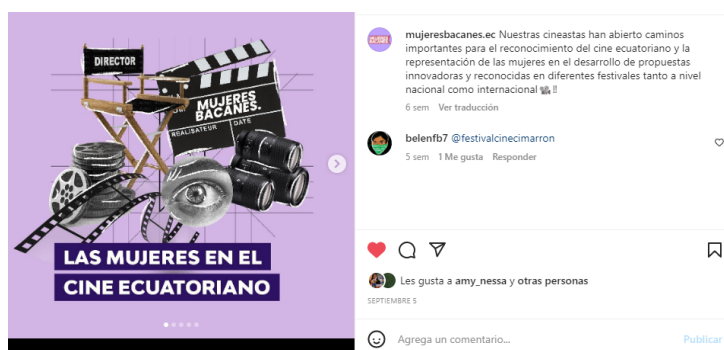 DIRECTOR
MUJERES
BACANES.
REALISATEUR
DATE
LAS MUJERES EN EL
CINE ECUATORIANO
mujeresbacanes.ec Nuestras cineastas han abierto caminos
importantes para el reconocimiento del cine ecuatoriano y la
representación de las mujeres en el desarrollo de propuestas
innovadoras y reconocidas en diferentes festivales tanto a nivel
nacional como internacional 📽️ ‼️
6 sem Ver traducción
belenfb7 @festivalcinecimarron
5 sem 1 Me gusta Responder
Les gusta a amy_nessa y otras personas
SEPTIEMBRE 5
Agrega un comentario...
Publicar